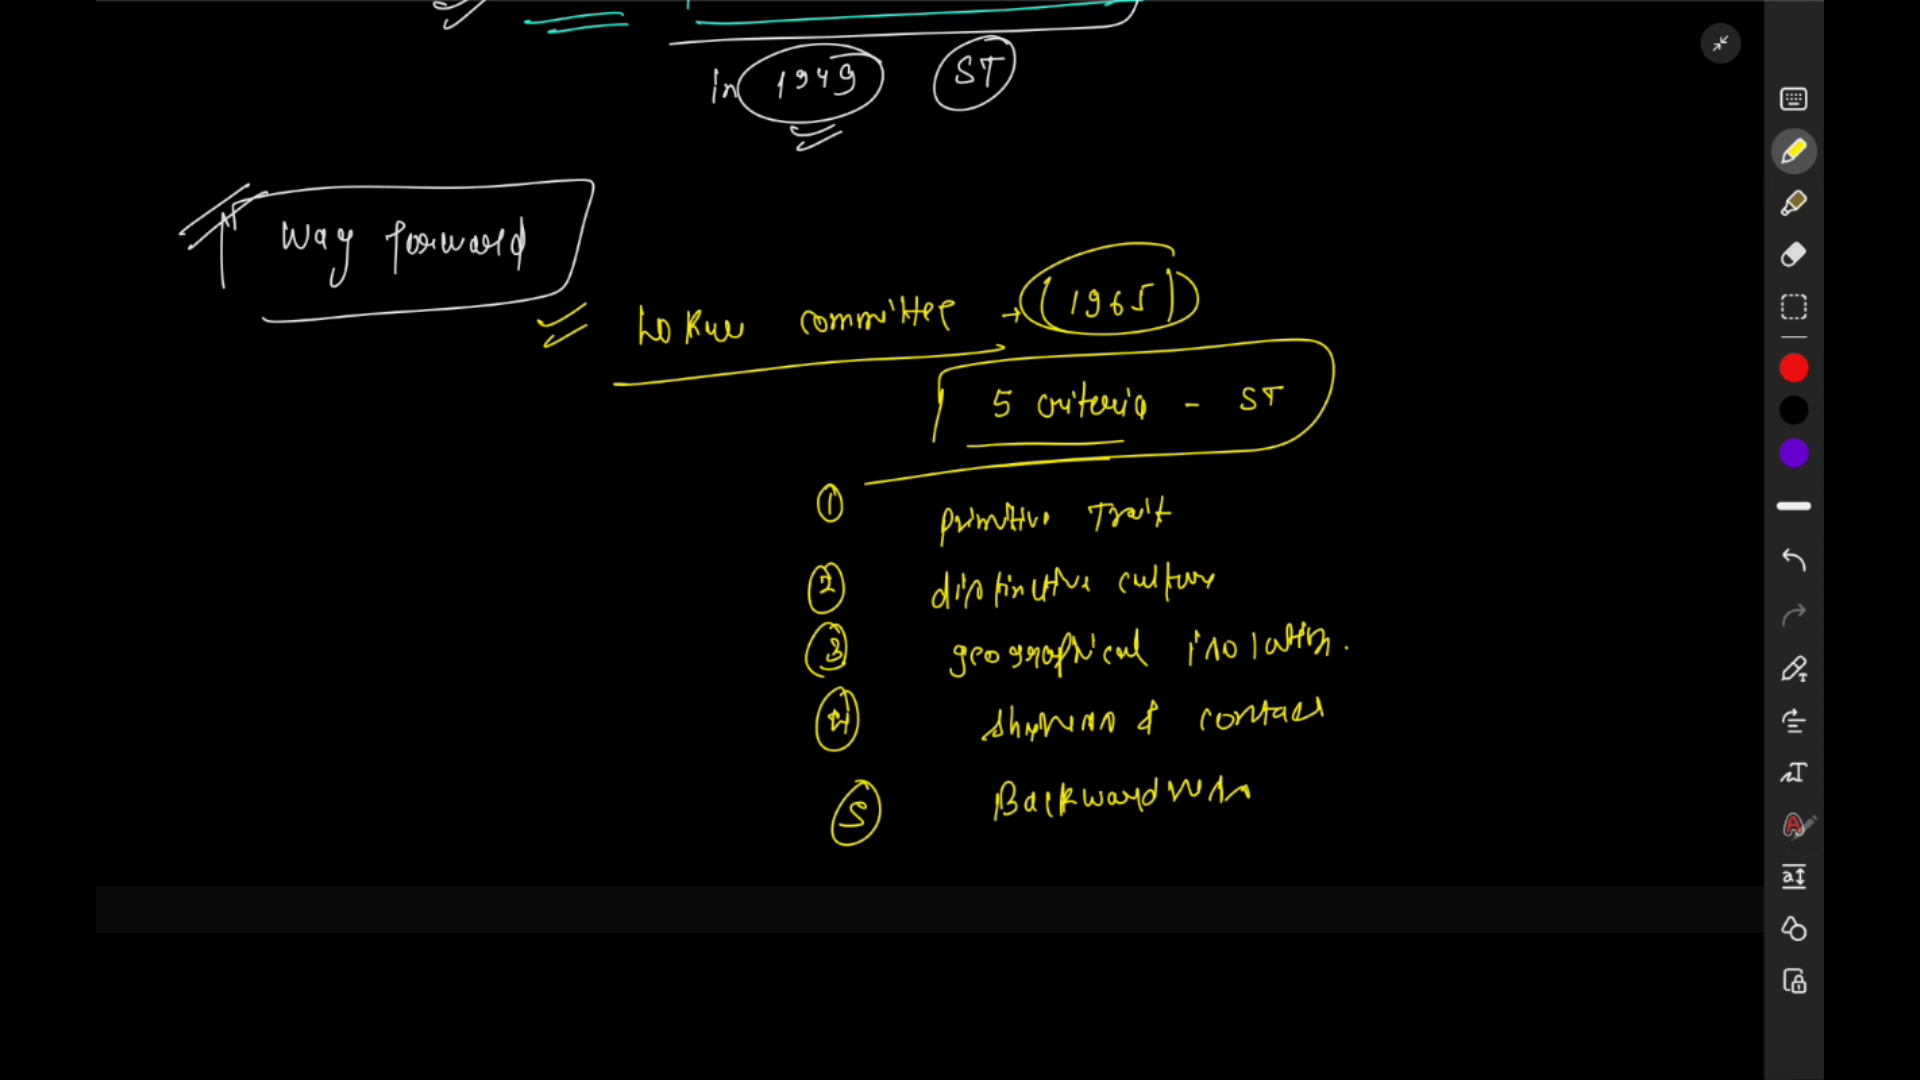 in 1949 ST
Way forward
Lokur committee → (1965)
5 criteria - ST
① primitive Trait
② distinctive culture
③ geographical isolation.
④ shyness of contact
⑤ Backwardness